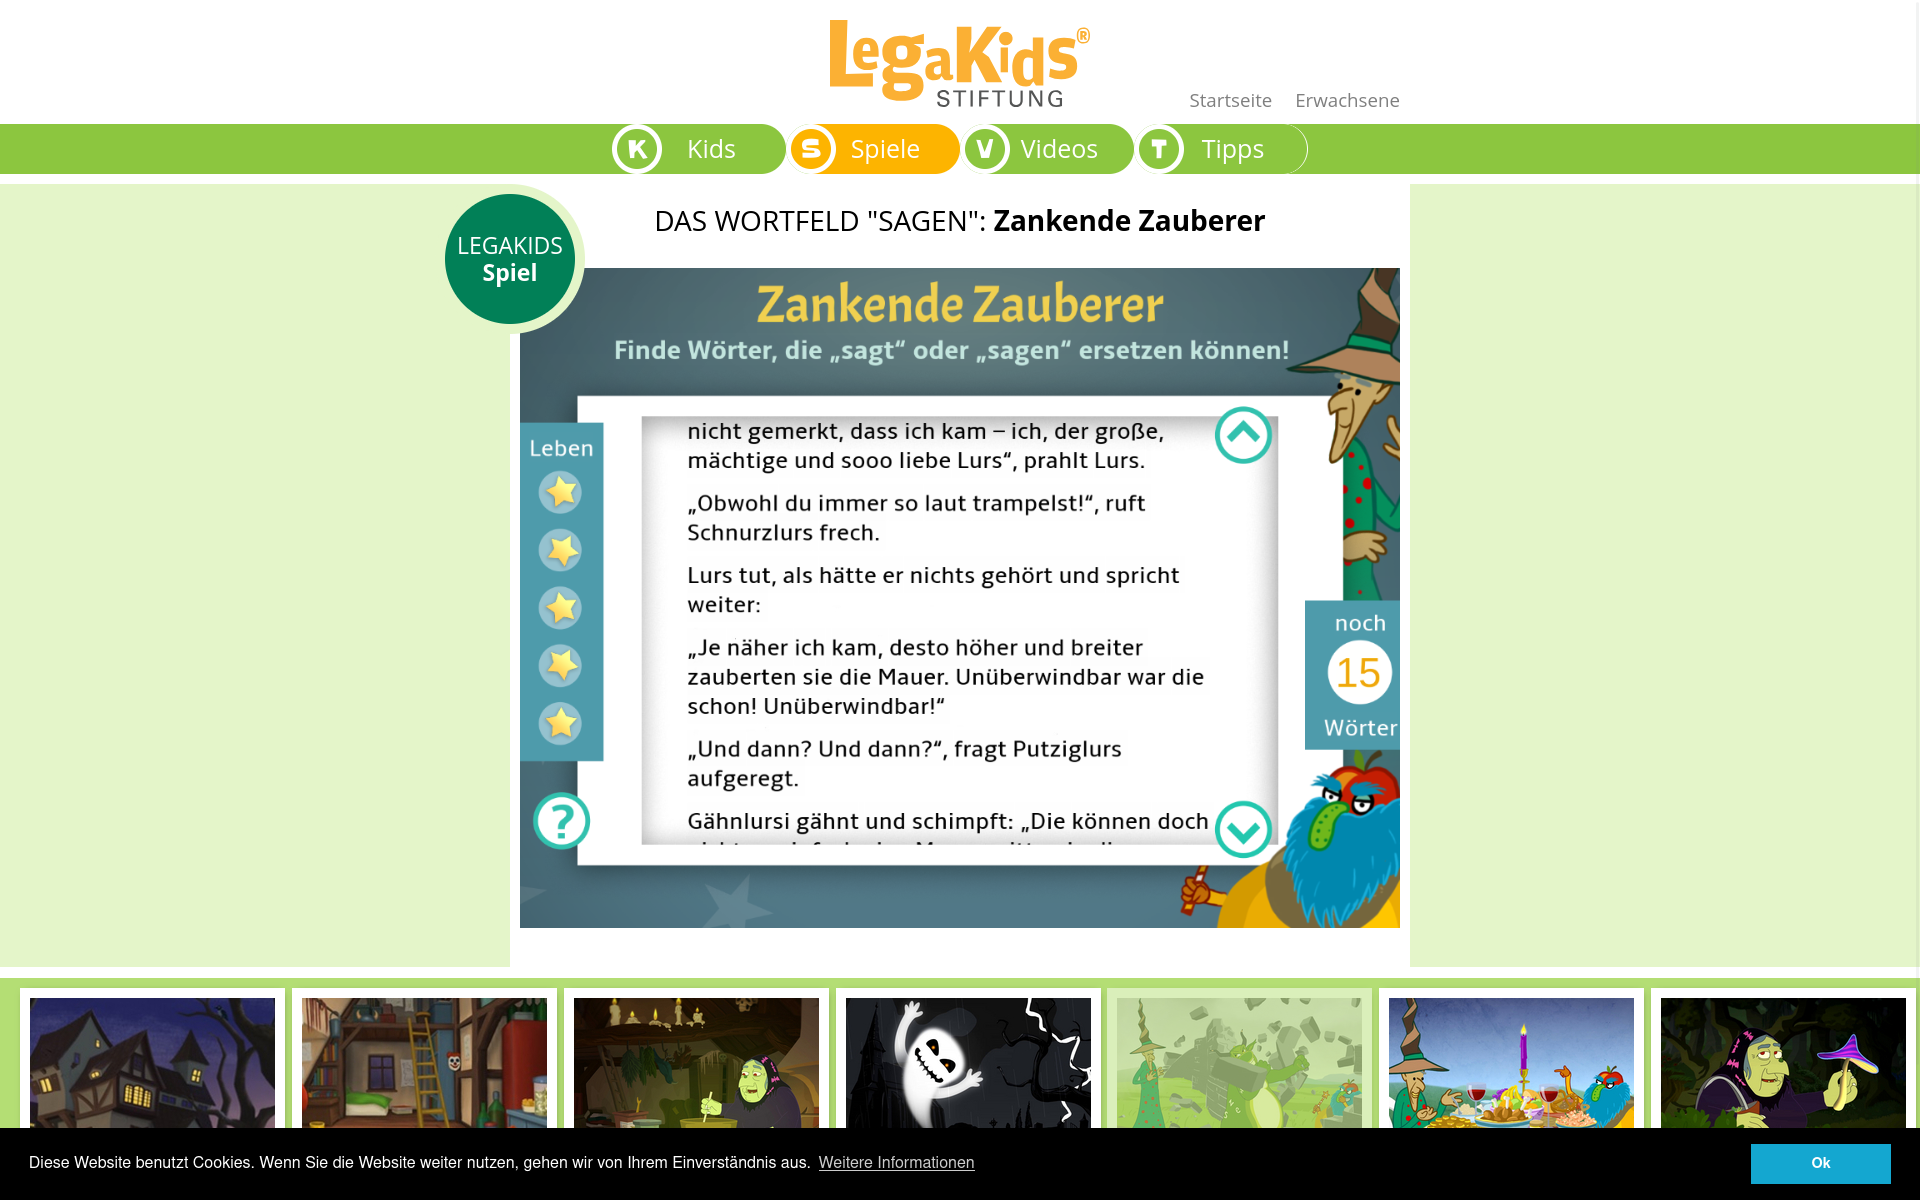 LegaKids®
STIFTUNG
Startseite Erwachsene
K Kids S Spiele V Videos T Tipps
LEGAKIDS
Spiel
DAS WORTFELD "SAGEN": Zankende Zauberer
Zankende Zauberer
Finde Wörter, die „sagt“ oder „sagen“ ersetzen können!
Leben
nicht gemerkt, dass ich kam – ich, der große,
mächtige und sooo liebe Lurs“, prahlt Lurs.
„Obwohl du immer so laut trampelst!“, ruft
Schnurzlurs frech.
Lurs tut, als hätte er nichts gehört und spricht
weiter:
„Je näher ich kam, desto höher und breiter
zauberten sie die Mauer. Unüberwindbar war die
schon! Unüberwindbar!“
„Und dann? Und dann?“, fragt Putziglurs
aufgeregt.
Gähnlursi gähnt und schimpft: „Die können doch
noch
15
Wörter
?
Diese Website benutzt Cookies. Wenn Sie die Website weiter nutzen, gehen wir von Ihrem Einverständnis aus. Weitere Informationen
Ok